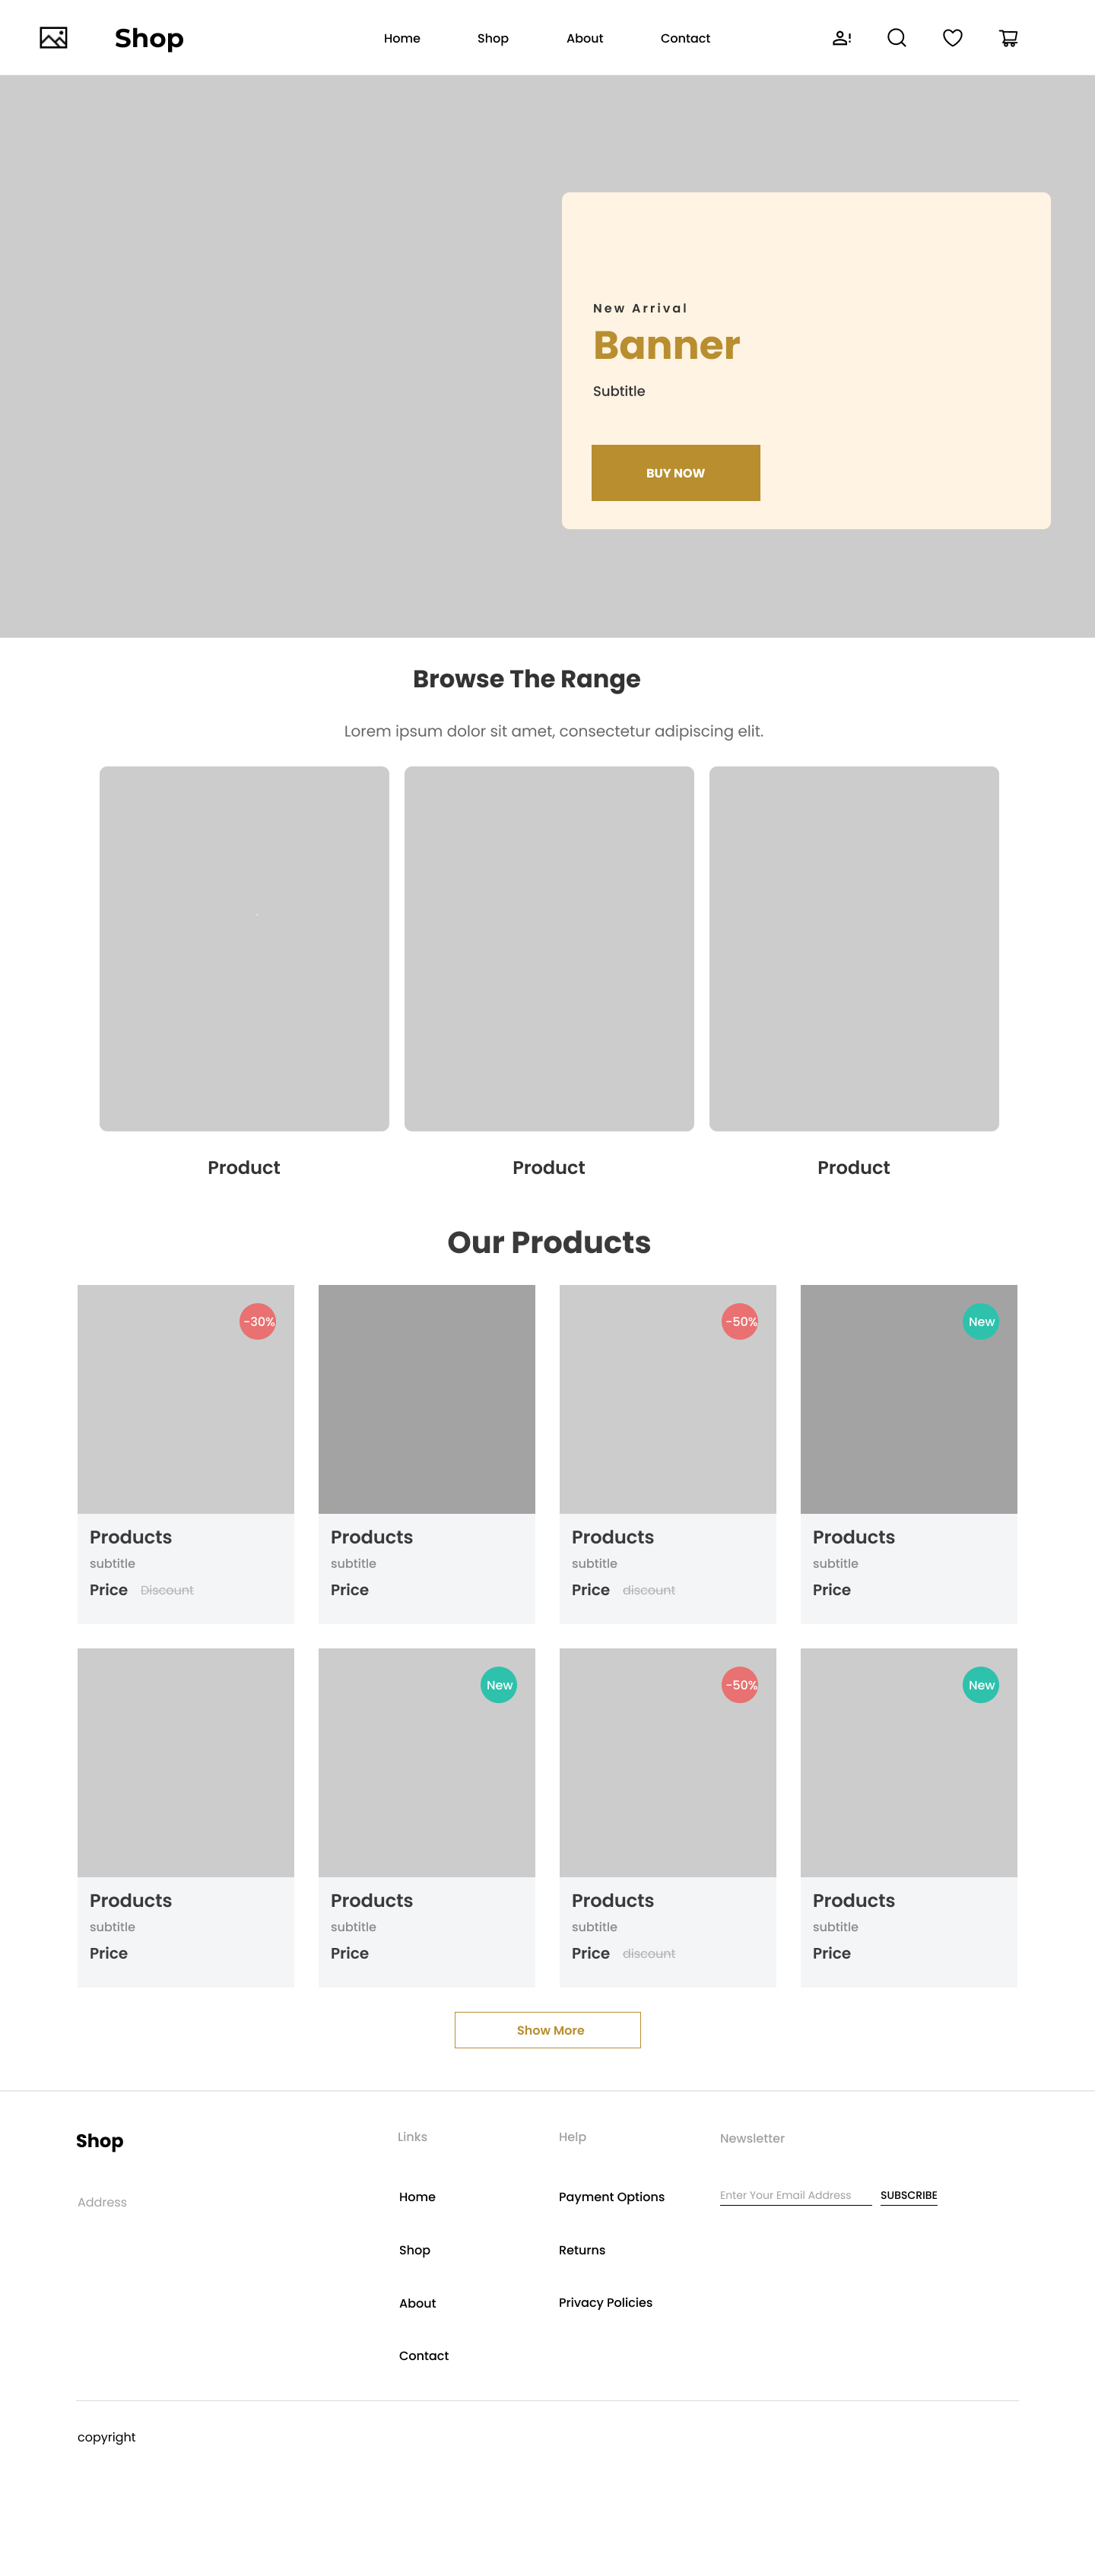 Shop
Home Shop About Contact
New Arrival
Banner
Subtitle
BUY NOW
Browse The Range
Lorem ipsum dolor sit amet, consectetur adipiscing elit.
Product Product Product
Our Products
-30% -50% New
Products Products Products Products
subtitle subtitle subtitle subtitle
Price Discount Price Price discount Price
New -50% New
Products Products Products Products
subtitle subtitle subtitle subtitle
Price Price Price discount Price
Show More
Shop
Address
Links
Home
Shop
About
Contact
Help
Payment Options
Returns
Privacy Policies
Newsletter
Enter Your Email Address SUBSCRIBE
copyright